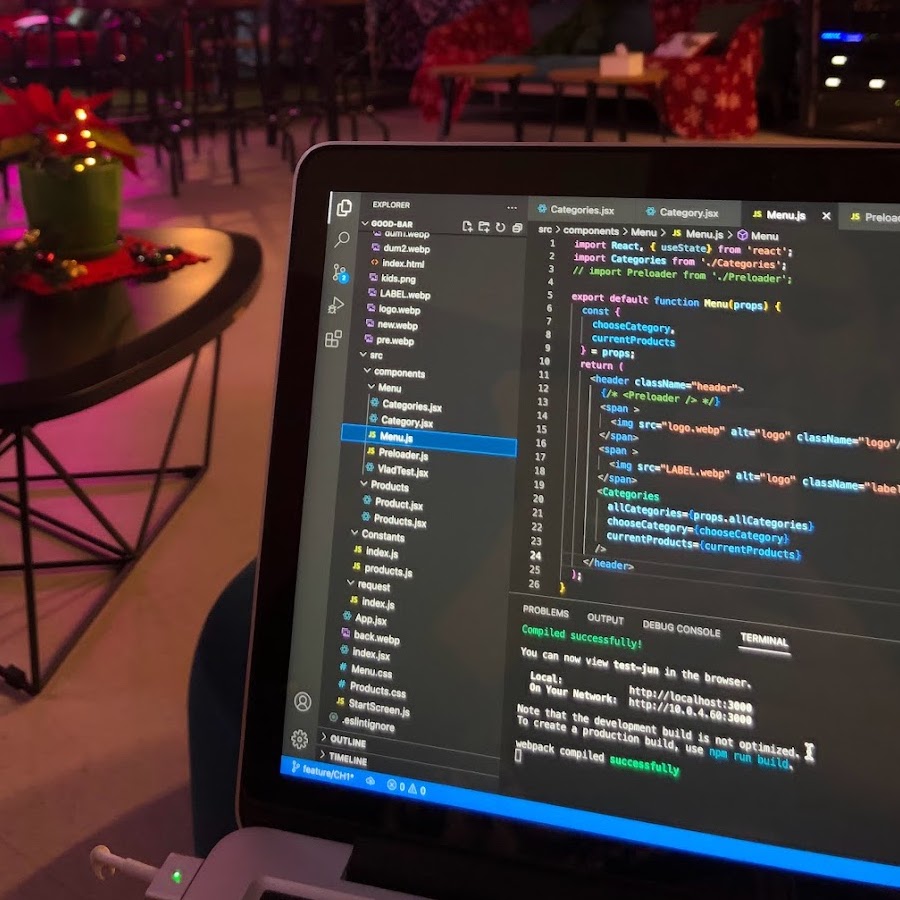 EXPLORER
GOOD-BAR
dum1.webp
dum2.webp
index.html
kids.png
LABEL.webp
logo.webp
new.webp
pre.webp
src
components
Menu
Categories.jsx
Category.jsx
Menu.js
Preloader.js
VladTest.jsx
Products
Product.jsx
Products.jsx
Constants
index.js
products.js
request
index.js
App.jsx
back.webp
index.jsx
Menu.css
Products.css
StartScreen.js
.eslintignore
OUTLINE
TIMELINE
feature/CH1*
0 0
Categories.jsx Category.jsx JS Menu.js JS Preloa
src > components > Menu > JS Menu.js > Menu
1 import React, { useState} from 'react';
2 import Categories from './Categories';
3 // import Preloader from './Preloader';
4
5 export default function Menu(props) {
6 const {
7 chooseCategory,
8 currentProducts
9 } = props;
10 return (
11 <header className="header">
12 {/* <Preloader /> */}
13 <span >
14 <img src="logo.webp" alt="logo" className="logo"/
15 </span>
16 <span >
17 <img src="LABEL.webp" alt="logo" className="label
18 </span>
19 <Categories
20 allCategories={props.allCategories}
21 chooseCategory={chooseCategory}
22 currentProducts={currentProducts}
23 />
24 </header>
25 );
26 }
PROBLEMS OUTPUT DEBUG CONSOLE TERMINAL
Compiled successfully!
You can now view test-jun in the browser.
Local: http://localhost:3000
On Your Network: http://10.0.4.60:3000
Note that the development build is not optimized.
To create a production build, use npm run build.
webpack compiled successfully